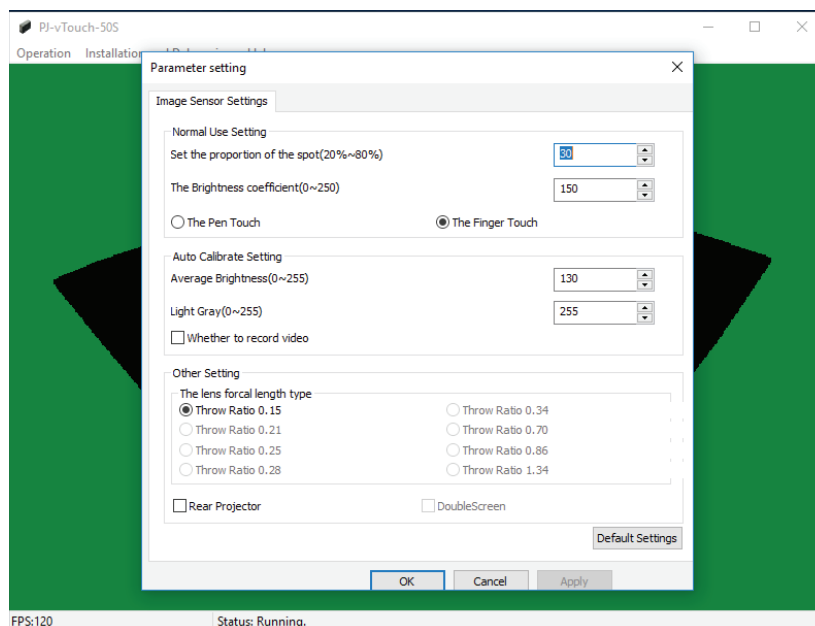 PJ-vTouch-50S
Operation Installation
Parameter setting
Image Sensor Settings
Normal Use Setting
Set the proportion of the spot(20%~80%) 30
The Brightness coefficient(0~250) 150
The Pen Touch The Finger Touch
Auto Calibrate Setting
Average Brightness(0~255) 130
Light Gray(0~255) 255
Whether to record video
Other Setting
The lens forcal length type
Throw Ratio 0.15 Throw Ratio 0.34
Throw Ratio 0.21 Throw Ratio 0.70
Throw Ratio 0.25 Throw Ratio 0.86
Throw Ratio 0.28 Throw Ratio 1.34
Rear Projector DoubleScreen
Default Settings
OK Cancel Apply
FPS:120 Status: Running.